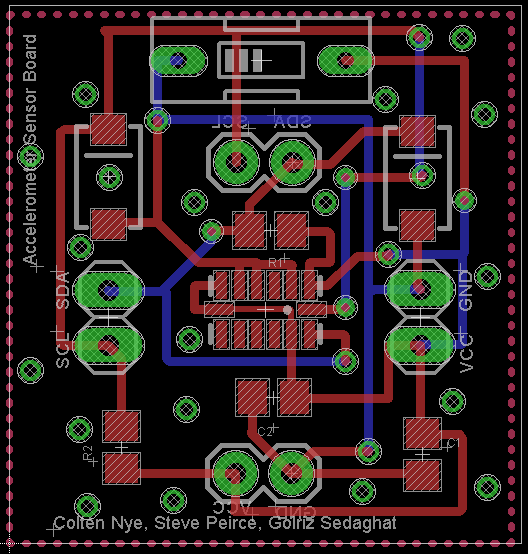 Accelerometer Sensor Board
SCL
SDA
R1
SDA
SCL
GND
VCC
C2
R2
C1
VCC
GND
Colten Nye, Steve Peirce, Golriz Sedaghat